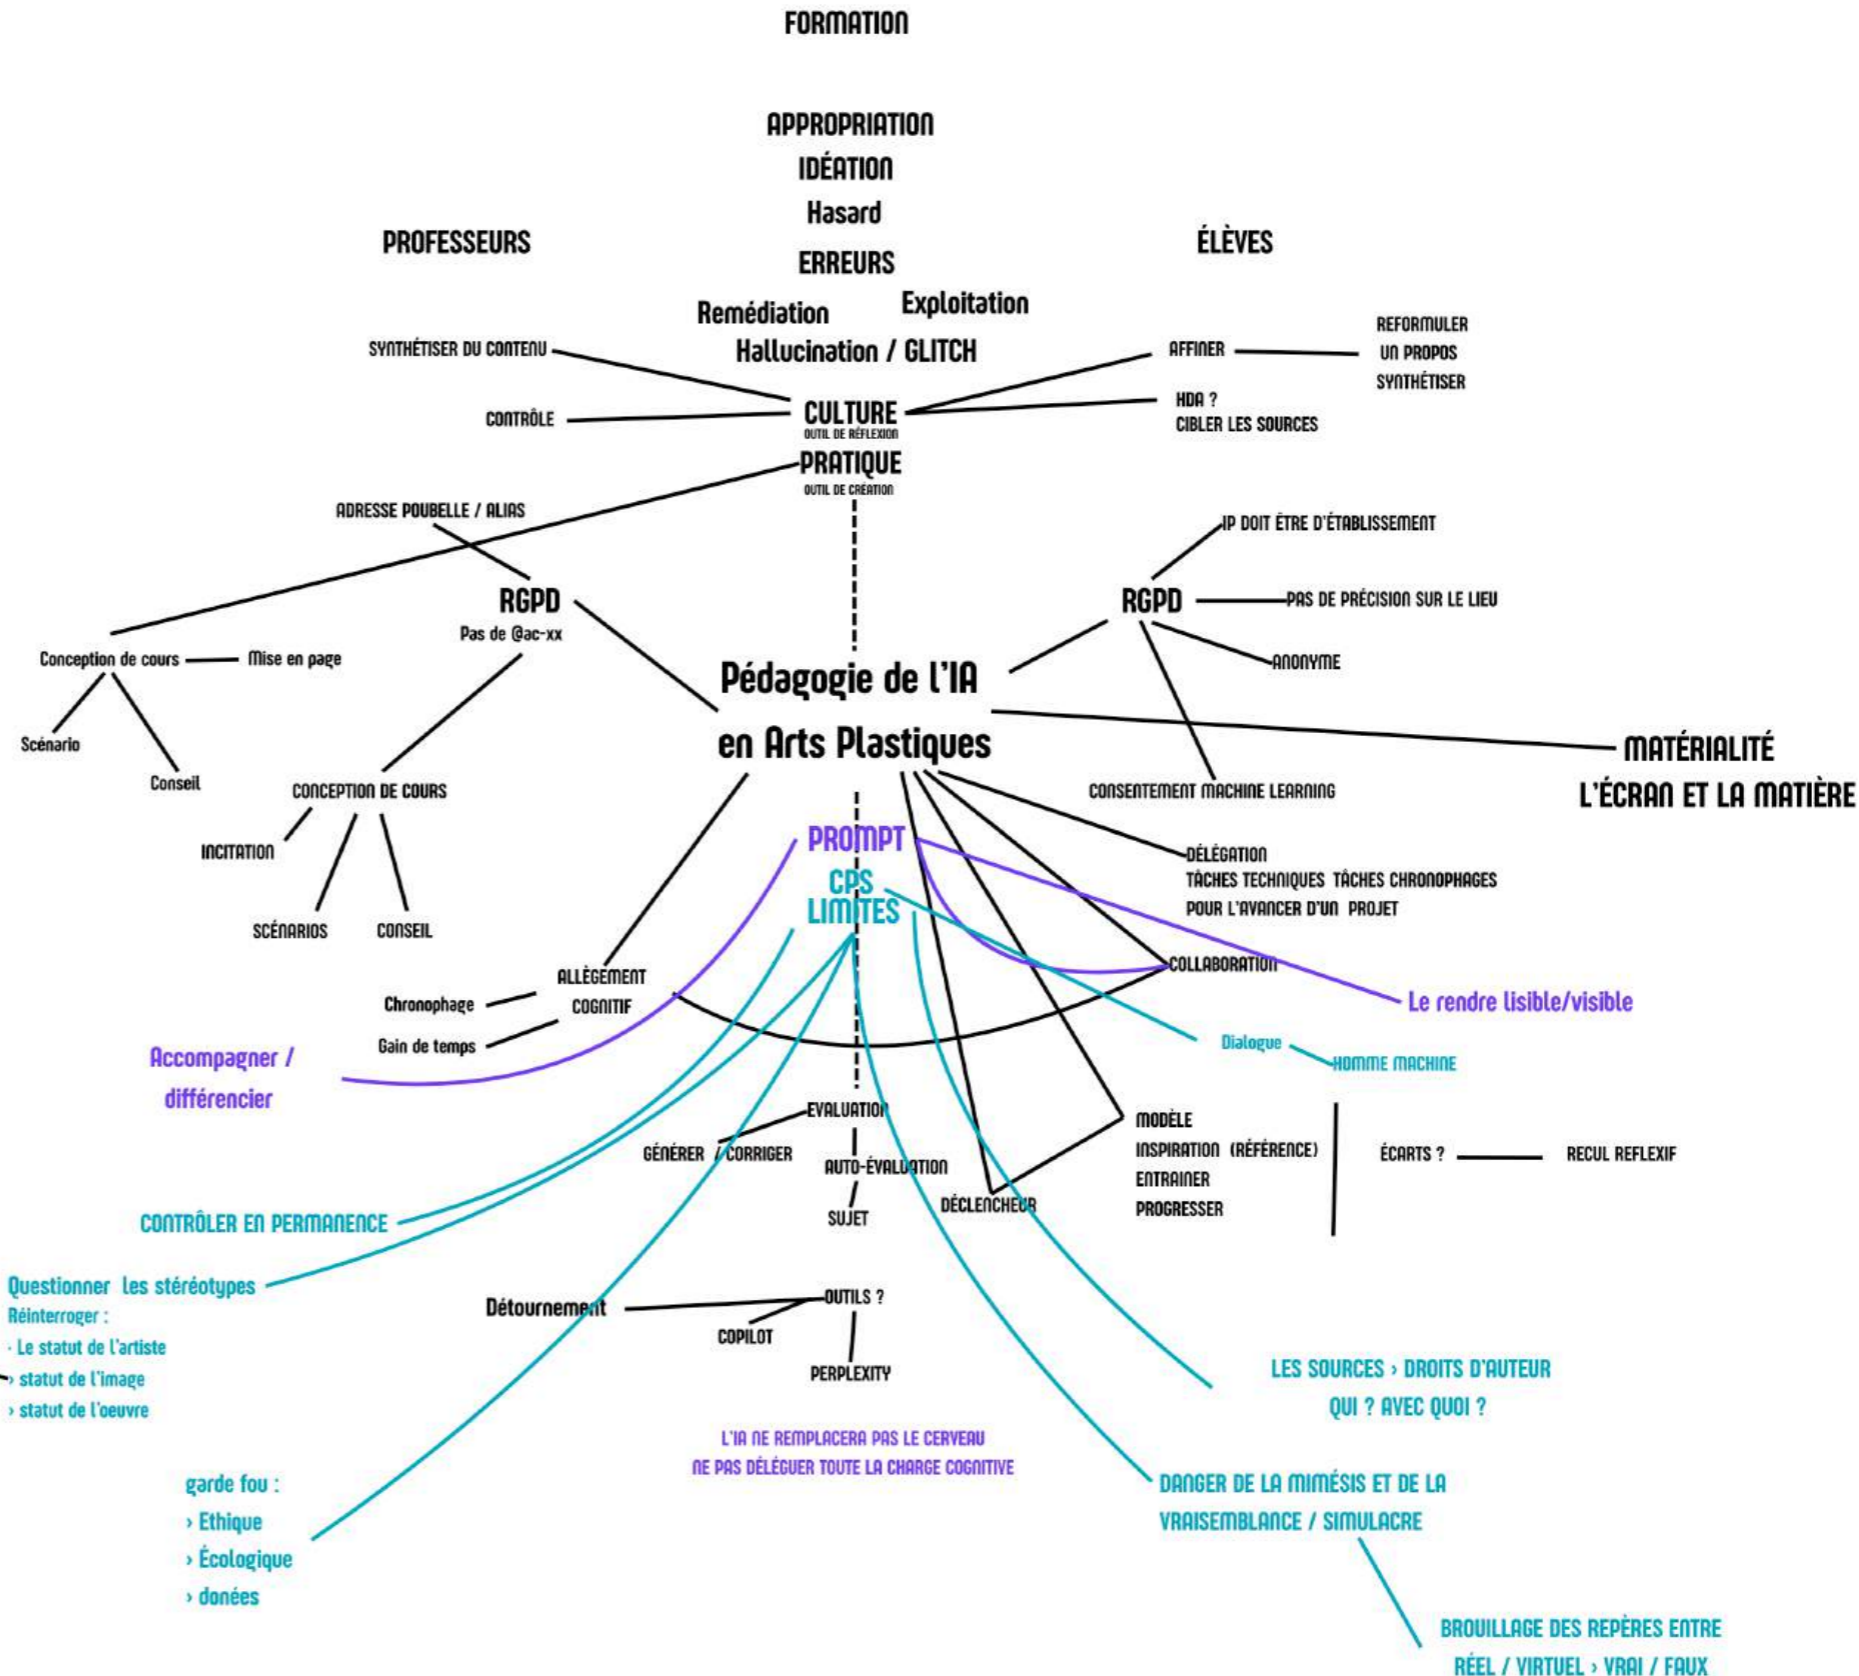 FORMATION
APPROPRIATION
IDÉATION
Hasard
PROFESSEURS
ÉLÈVES
ERREURS
Remédiation
Exploitation
Hallucination / GLITCH
SYNTHÉTISER DU CONTENU
CONTRÔLE
AFFINER
REFORMULER
UN PROPOS
SYNTHÉTISER
HDA ?
CIBLER LES SOURCES
CULTURE
OUTIL DE RÉFLEXION
PRATIQUE
OUTIL DE CRÉATION
ADRESSE POUBELLE / ALIAS
RGPD
Pas de @ac-xx
IP DOIT ÊTRE D'ÉTABLISSEMENT
RGPD
PAS DE PRÉCISION SUR LE LIEU
ANONYME
CONSENTEMENT MACHINE LEARNING
Conception de cours
Mise en page
Scénario
Conseil
Pédagogie de l'IA
en Arts Plastiques
MATÉRIALITÉ
L'ÉCRAN ET LA MATIÈRE
CONCEPTION DE COURS
INCITATION
SCÉNARIOS
CONSEIL
PROMPT
CPS
LIMITES
DÉLÉGATION
TÂCHES TECHNIQUES TÂCHES CHRONOPHAGES
POUR L'AVANCER D'UN PROJET
COLLABORATION
Le rendre lisible/visible
ALLÈGEMENT
COGNITIF
Chronophage
Gain de temps
Accompagner /
différencier
Dialogue
HOMME MACHINE
EVALUATION
GÉNÉRER / CORRIGER
AUTO-ÉVALUATION
SUJET
DÉCLENCHEUR
MODÈLE
INSPIRATION (RÉFÉRENCE)
ENTRAINER
PROGRESSER
ÉCARTS ?
RECUL REFLEXIF
CONTRÔLER EN PERMANENCE
Questionner les stéréotypes
Réinterroger :
· Le statut de l'artiste
› statut de l'image
› statut de l'oeuvre
Détournement
OUTILS ?
COPILOT
PERPLEXITY
LES SOURCES › DROITS D'AUTEUR
QUI ? AVEC QUOI ?
L'IA NE REMPLACERA PAS LE CERVEAU
NE PAS DÉLÉGUER TOUTE LA CHARGE COGNITIVE
garde fou :
› Ethique
› Écologique
› donées
DANGER DE LA MIMÉSIS ET DE LA
VRAISEMBLANCE / SIMULACRE
BROUILLAGE DES REPÈRES ENTRE
RÉEL / VIRTUEL › VRAI / FAUX